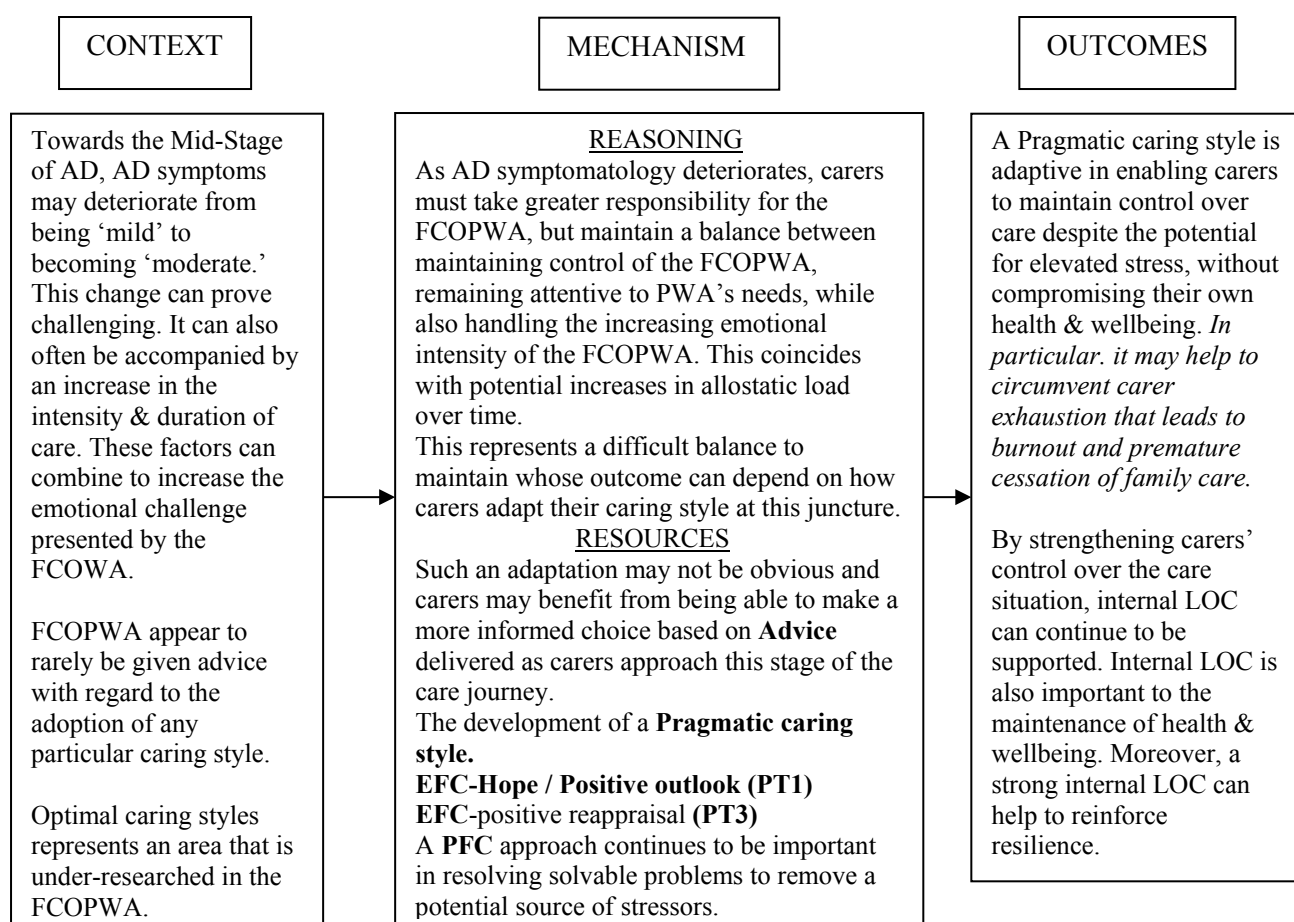 CONTEXT
MECHANISM
OUTCOMES
Towards the Mid-Stage
of AD, AD symptoms
may deteriorate from
being ‘mild’ to
becoming ‘moderate.’
This change can prove
challenging. It can also
often be accompanied by
an increase in the
intensity & duration of
care. These factors can
combine to increase the
emotional challenge
presented by the
FCOWA.
FCOPWA appear to
rarely be given advice
with regard to the
adoption of any
particular caring style.
Optimal caring styles
represents an area that is
under-researched in the
FCOPWA.
REASONING
As AD symptomatology deteriorates, carers
must take greater responsibility for the
FCOPWA, but maintain a balance between
maintaining control of the FCOPWA,
remaining attentive to PWA’s needs, while
also handling the increasing emotional
intensity of the FCOPWA. This coincides
with potential increases in allostatic load
over time.
This represents a difficult balance to
maintain whose outcome can depend on how
carers adapt their caring style at this juncture.
RESOURCES
Such an adaptation may not be obvious and
carers may benefit from being able to make a
more informed choice based on Advice
delivered as carers approach this stage of the
care journey.
The development of a Pragmatic caring
style.
EFC-Hope / Positive outlook (PT1)
EFC-positive reappraisal (PT3)
A PFC approach continues to be important
in resolving solvable problems to remove a
potential source of stressors.
A Pragmatic caring style is
adaptive in enabling carers
to maintain control over
care despite the potential
for elevated stress, without
compromising their own
health & wellbeing. In
particular. it may help to
circumvent carer
exhaustion that leads to
burnout and premature
cessation of family care.
By strengthening carers’
control over the care
situation, internal LOC
can continue to be
supported. Internal LOC is
also important to the
maintenance of health &
wellbeing. Moreover, a
strong internal LOC can
help to reinforce
resilience.